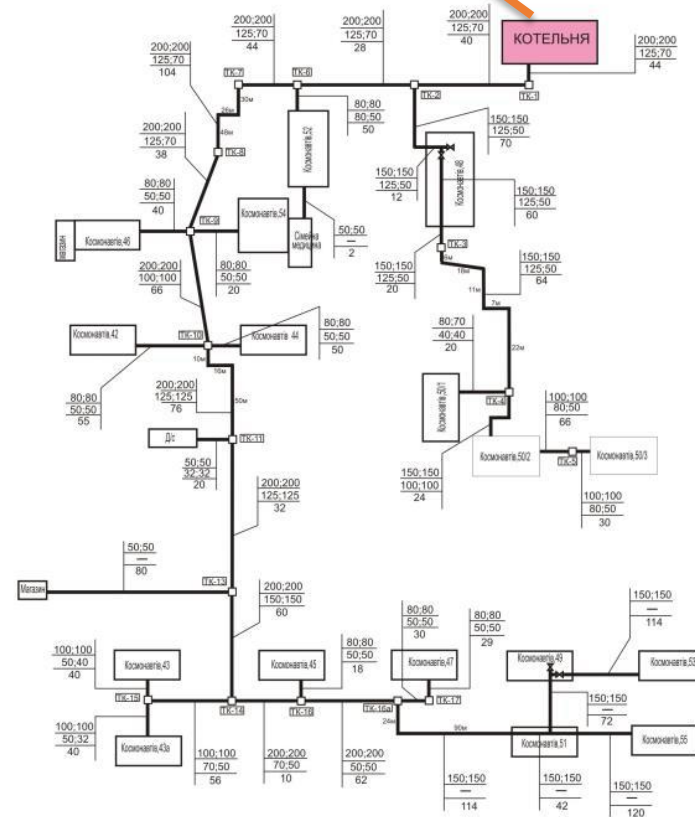 200;200
125;70
44
200;200
125;70
28
200;200
125;70
40
КОТЕЛЬНЯ
200;200
125;70
44
200;200
125;70
104
ТК-7
ТК-6
ТК-2
ТК-1
30м
26м
48м
80;80
80;50
50
Космонавтів,52
150;150
125;50
70
200;200
125;70
38
ТК-8
150;150
125;50
12
Космонавтів,48
150;150
125;50
60
80;80
50;50
40
ТК-9
Космонавтів,46
Космонавтів,54
Сімейна
медицина
50;50
—
2
ТК-3
8м
18м
11м
7м
22м
150;150
125;50
20
150;150
125;50
64
200;200
100;100
66
80;80
50;50
20
ТК-10
Космонавтів,42
Космонавтів 44
80;80
50;50
50
80;70
40;40
20
10м
16м
50м
80;80
50;50
55
200;200
125;125
76
Космонавтів,50/1
ТК-4
100;100
80;50
66
Д/с
ТК-11
Космонавтів,50/2
ТК-5
Космонавтів,50/3
50;50
32;32
20
150;150
100;100
24
200;200
125;125
32
100;100
80;50
30
50;50
—
80
Магазин
ТК-13
200;200
150;150
60
80;80
50;50
30
80;80
50;50
29
150;150
—
114
100;100
50;40
40
Космонавтів,43
80;80
50;50
18
Космонавтів,45
Космонавтів,47
Космонавтів,49
ТК-15
ТК-14
ТК-16
ТК-16а
ТК-17
150;150
—
72
100;100
50;32
40
Космонавтів,43а
24м
90м
Космонавтів,51
Космонавтів,55
100;100
70;50
56
200;200
70;50
10
200;200
50;50
62
150;150
—
114
150;150
—
42
150;150
—
120